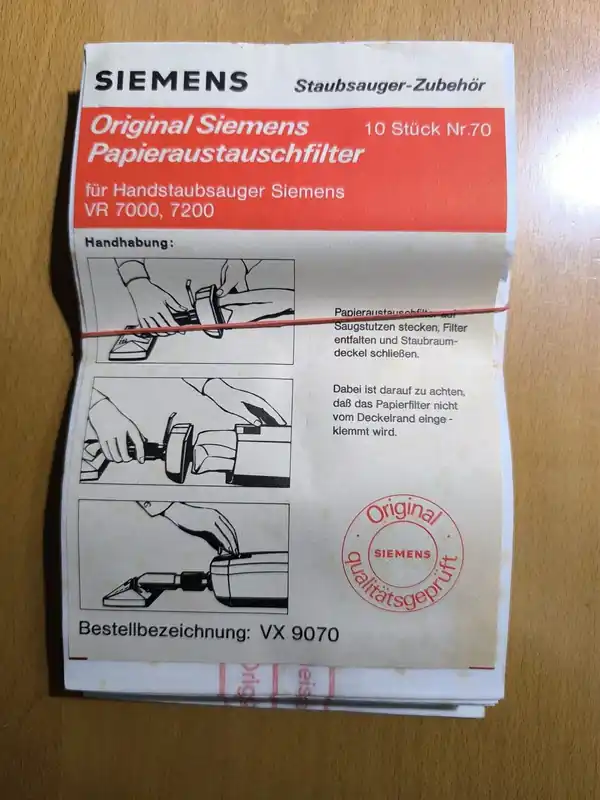 SIEMENS
Staubsauger-Zubehör
Original Siemens
Papieraustauschfilter
10 Stück Nr.70
für Handstaubsauger Siemens
VR 7000, 7200
Handhabung:
Papieraustauschfilter auf
Saugstutzen stecken, Filter
entfalten und Staubraum-
deckel schließen.
Dabei ist darauf zu achten,
daß das Papierfilter nicht
vom Deckelrand einge-
klemmt wird.
Original
SIEMENS
qualitätsgeprüft
Bestellbezeichnung: VX 9070